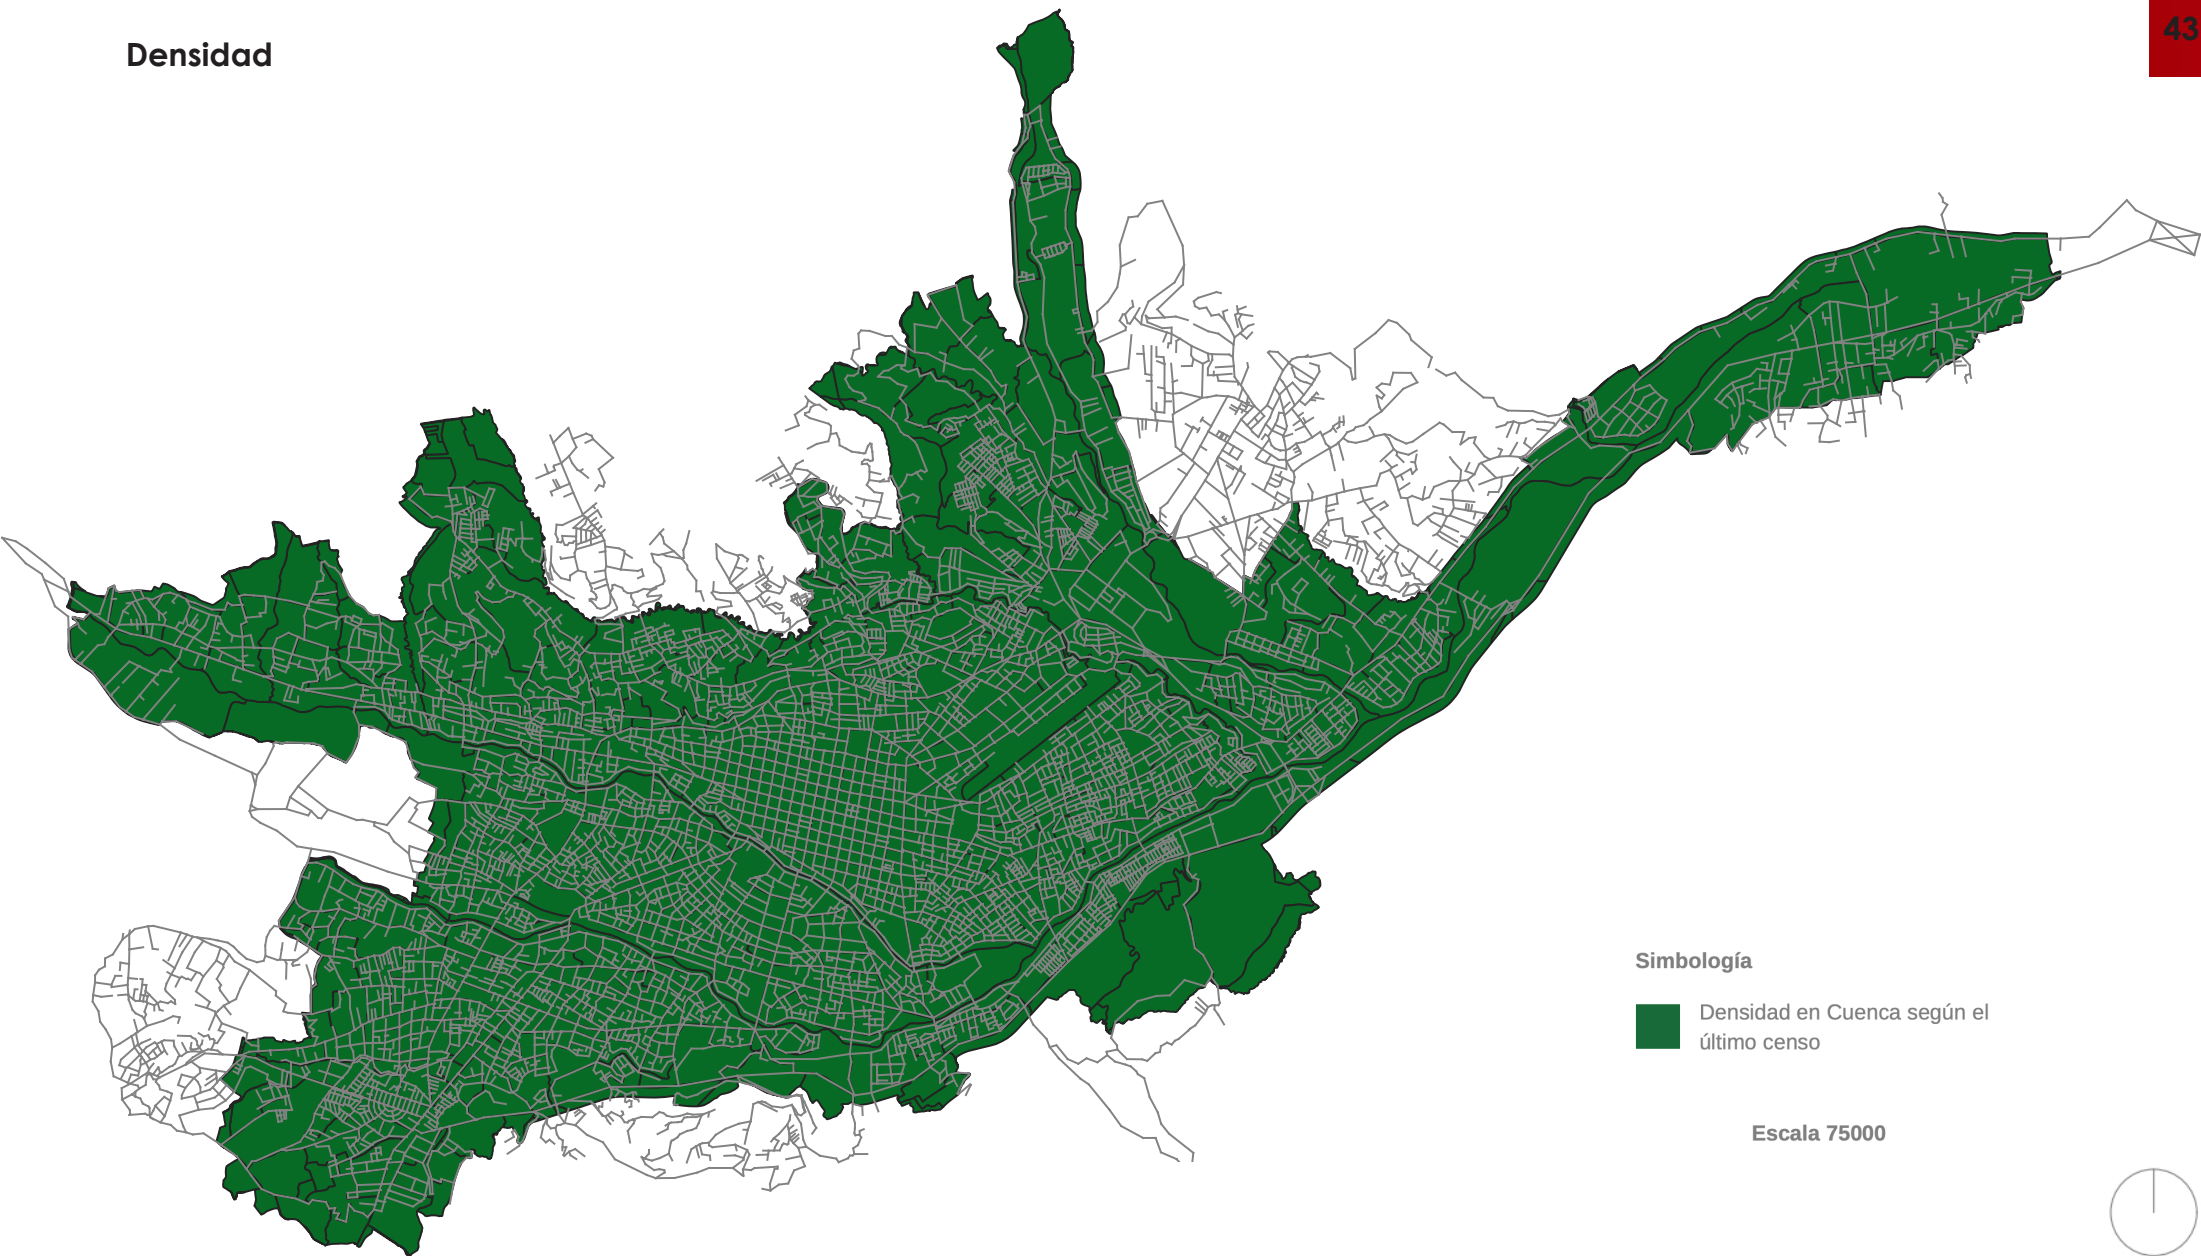 Densidad
43
Simbología
Densidad en Cuenca según el
último censo
Escala 75000